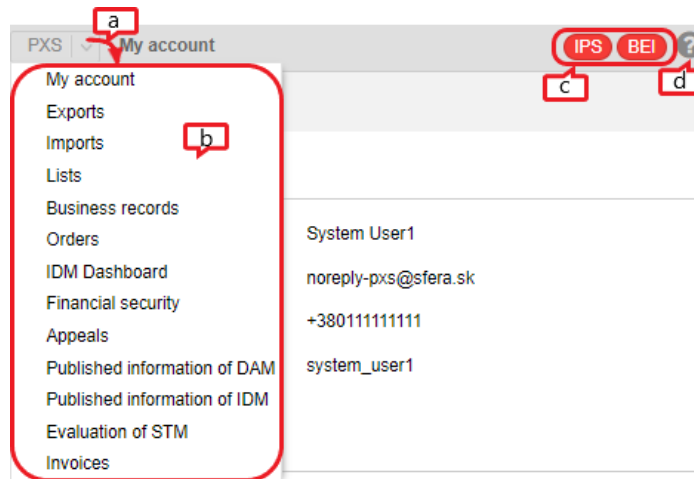 a
PXS My account IPS BEI ?
c d
My account
Exports
Imports
b
Lists
Business records
Orders
IDM Dashboard
Financial security
Appeals
Published information of DAM
Published information of IDM
Evaluation of STM
Invoices
System User1
noreply-pxs@sfera.sk
+380111111111
system_user1